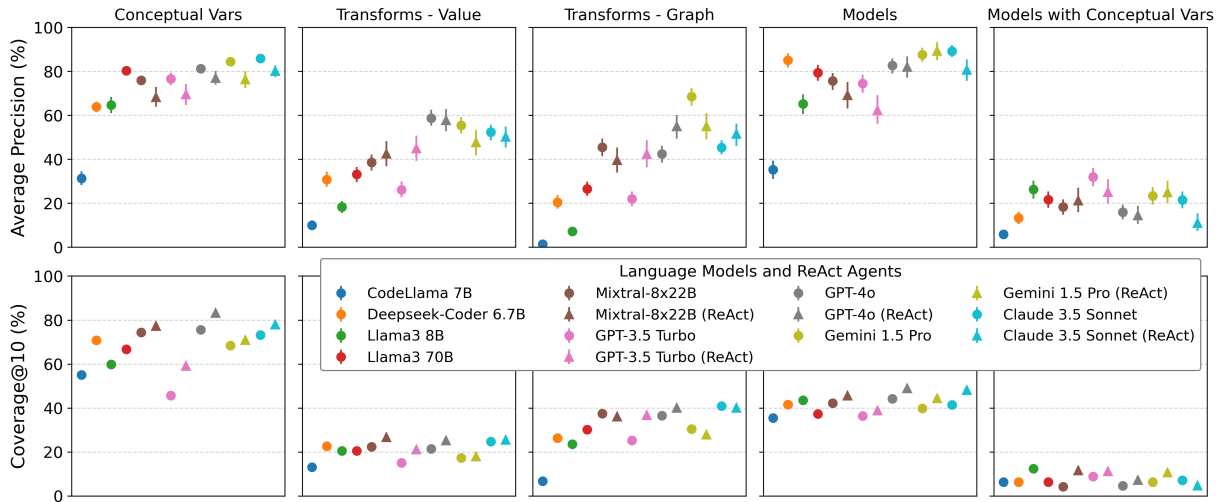 Conceptual Vars
Transforms - Value
Transforms - Graph
Models
Models with Conceptual Vars
Average Precision (%)
100
80
60
40
20
0
Coverage@10 (%)
100
80
60
40
20
0
Language Models and ReAct Agents
CodeLlama 7B
Deepseek-Coder 6.7B
Llama3 8B
Llama3 70B
Mixtral-8x22B
Mixtral-8x22B (ReAct)
GPT-3.5 Turbo
GPT-3.5 Turbo (ReAct)
GPT-4o
GPT-4o (ReAct)
Gemini 1.5 Pro
Gemini 1.5 Pro (ReAct)
Claude 3.5 Sonnet
Claude 3.5 Sonnet (ReAct)